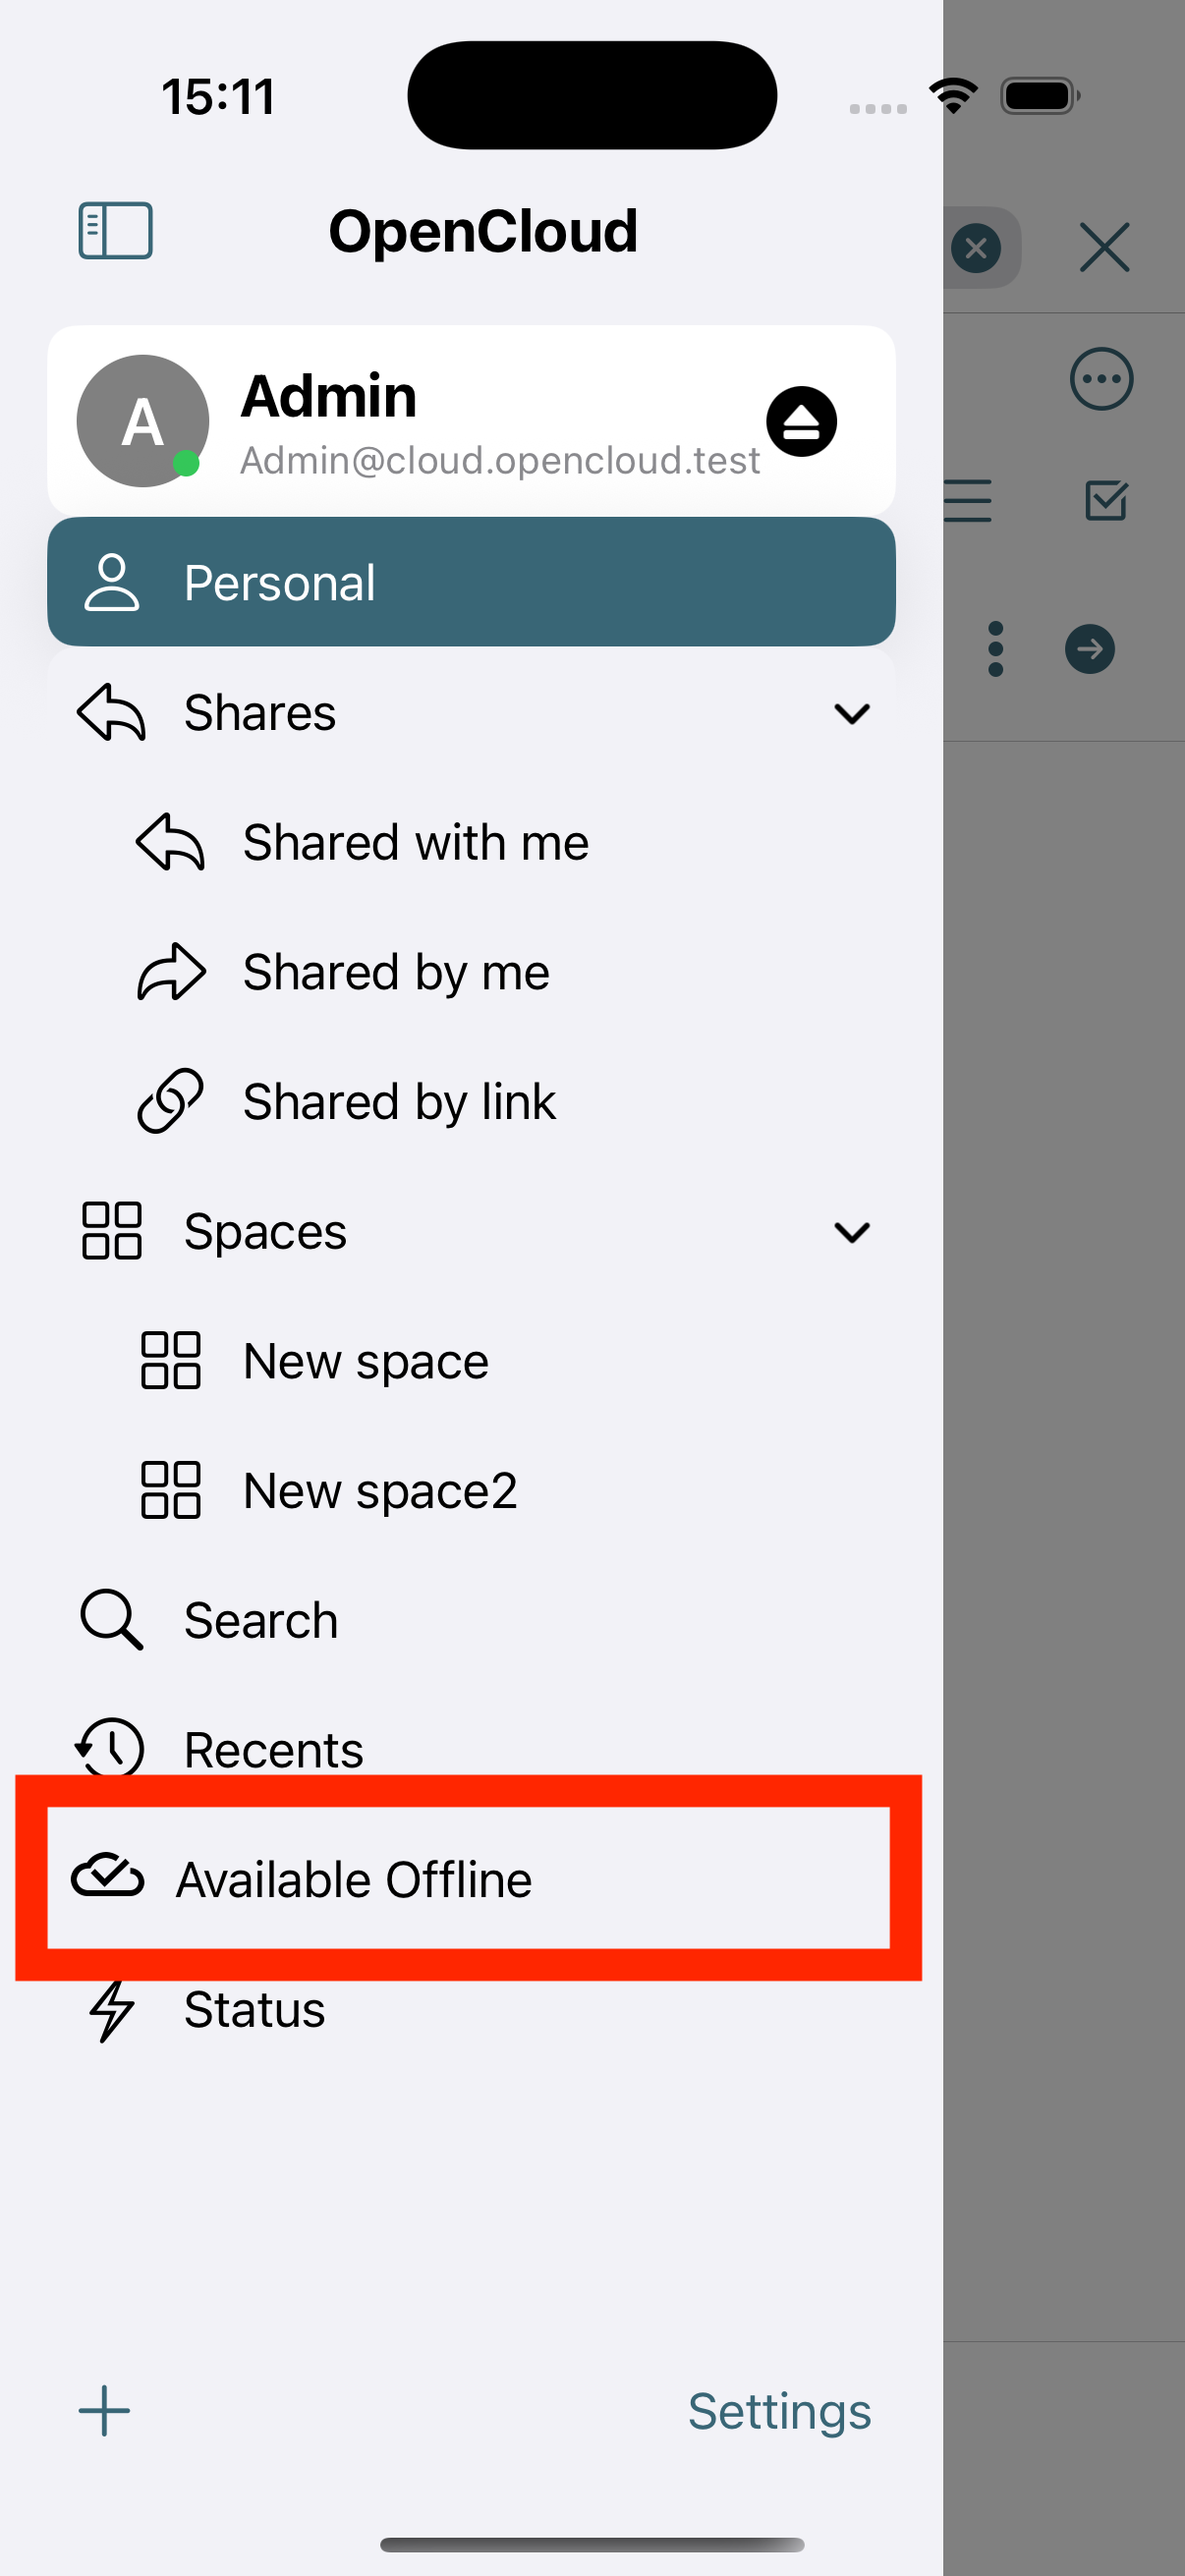 15:11
OpenCloud
A
Admin
Admin@cloud.opencloud.test
Personal
Shares
Shared with me
Shared by me
Shared by link
Spaces
New space
New space2
Search
Recents
Available Offline
Status
Settings